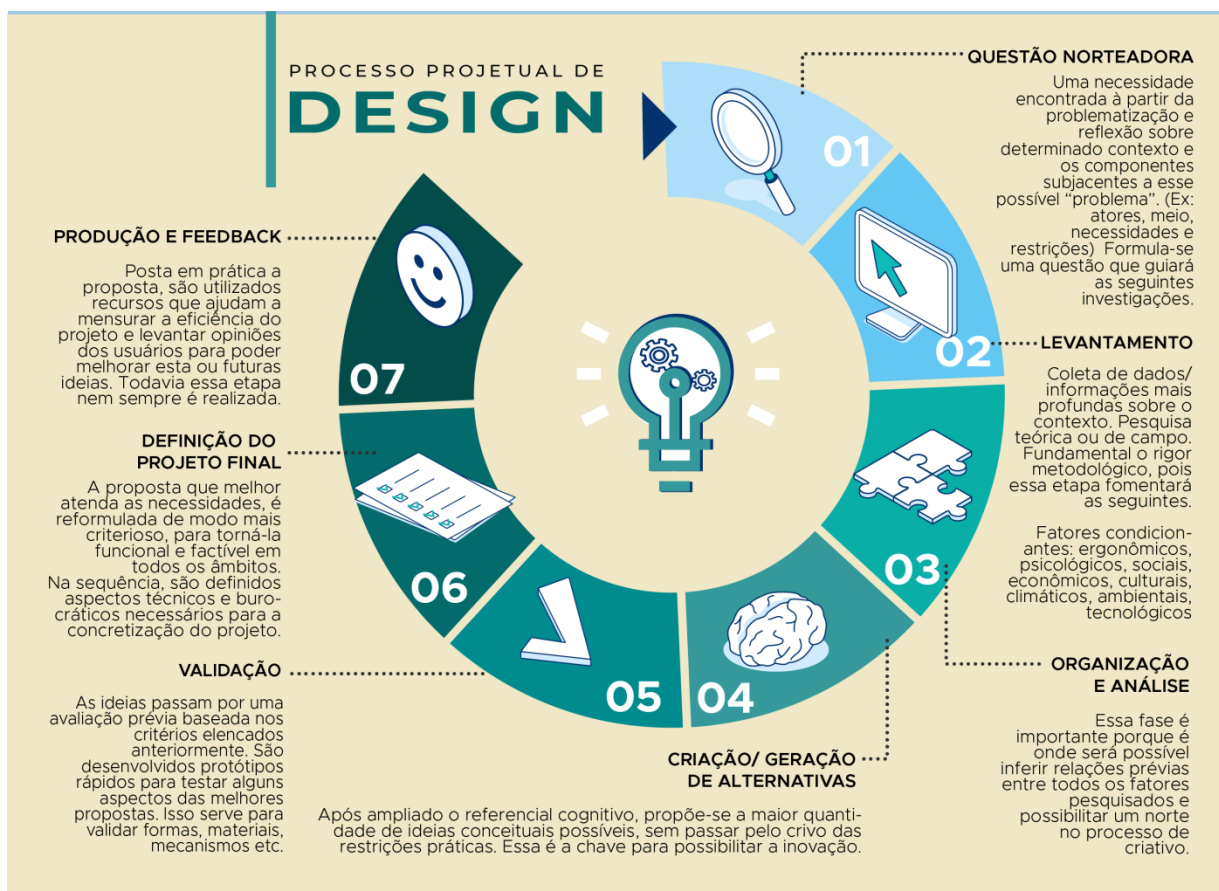 PROCESSO PROJETUAL DE
DESIGN
01
QUESTÃO NORTEADORA
Uma necessidade
encontrada à partir da
problematização e
reflexão sobre
determinado contexto e
os componentes
subjacentes a esse
possível “problema”. (Ex:
atores, meio,
necessidades e
restrições) Formula-se
uma questão que guiará
as seguintes
investigações.
02
LEVANTAMENTO
Coleta de dados/
informações mais
profundas sobre o
contexto. Pesquisa
teórica ou de campo.
Fundamental o rigor
metodológico, pois
essa etapa fomentará
as seguintes.
Fatores condicion-
antes: ergonômicos,
psicológicos, sociais,
econômicos, culturais,
climáticos, ambientais,
tecnológicos
03
ORGANIZAÇÃO
E ANÁLISE
Essa fase é
importante porque é
onde será possível
inferir relações prévias
entre todos os fatores
pesquisados e
possibilitar um norte
no processo de
criativo.
04
CRIAÇÃO/ GERAÇÃO
DE ALTERNATIVAS
Após ampliado o referencial cognitivo, propõe-se a maior quanti-
dade de ideias conceituais possíveis, sem passar pelo crivo das
restrições práticas. Essa é a chave para possibilitar a inovação.
05
VALIDAÇÃO
As ideias passam por uma
avaliação prévia baseada nos
critérios elencados
anteriormente. São
desenvolvidos protótipos
rápidos para testar alguns
aspectos das melhores
propostas. Isso serve para
validar formas, materiais,
mecanismos etc.
06
DEFINIÇÃO DO
PROJETO FINAL
A proposta que melhor
atenda as necessidades, é
reformulada de modo mais
criterioso, para torná-la
funcional e factível em
todos os âmbitos.
Na sequência, são definidos
aspectos técnicos e buro-
cráticos necessários para a
concretização do projeto.
07
PRODUÇÃO E FEEDBACK
Posta em prática a
proposta, são utilizados
recursos que ajudam a
mensurar a eficiência do
projeto e levantar opiniões
dos usuários para poder
melhorar esta ou futuras
ideias. Todavia essa etapa
nem sempre é realizada.